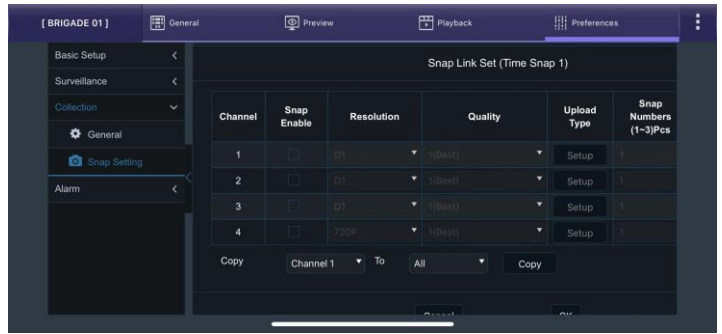 [ BRIGADE 01 ] General Preview Playback Preferences
Basic Setup
Surveillance
Collection
General
Snap Setting
Alarm
Snap Link Set (Time Snap 1)
Channel Snap Enable Resolution Quality Upload Type Snap Numbers (1~3)Pcs
1 D1 1(Best) Setup 1
2 D1 1(Best) Setup 1
3 D1 1(Best) Setup 1
4 720P 1(Best) Setup 1
Copy Channel 1 To All Copy
Cancel OK